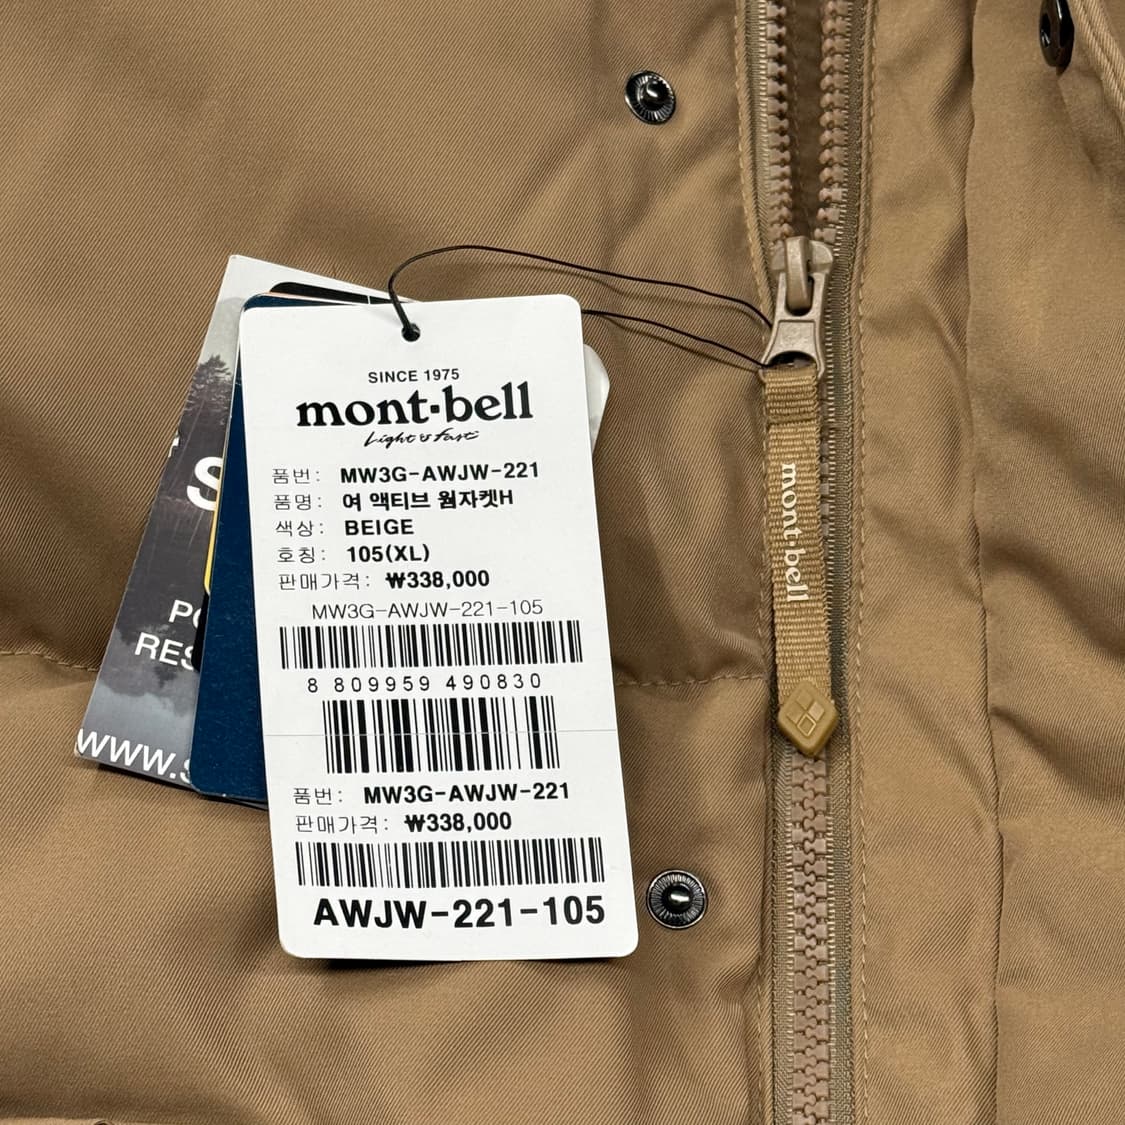 SINCE 1975
mont·bell
Light & Fast
품번: MW3G-AWJW-221
품명: 여 액티브 웜자켓H
색상: BEIGE
호칭: 105(XL)
판매가격: ₩338,000
MW3G-AWJW-221-105
8 809959 490830
품번: MW3G-AWJW-221
판매가격: ₩338,000
AWJW-221-105
mont·bell
WWW.